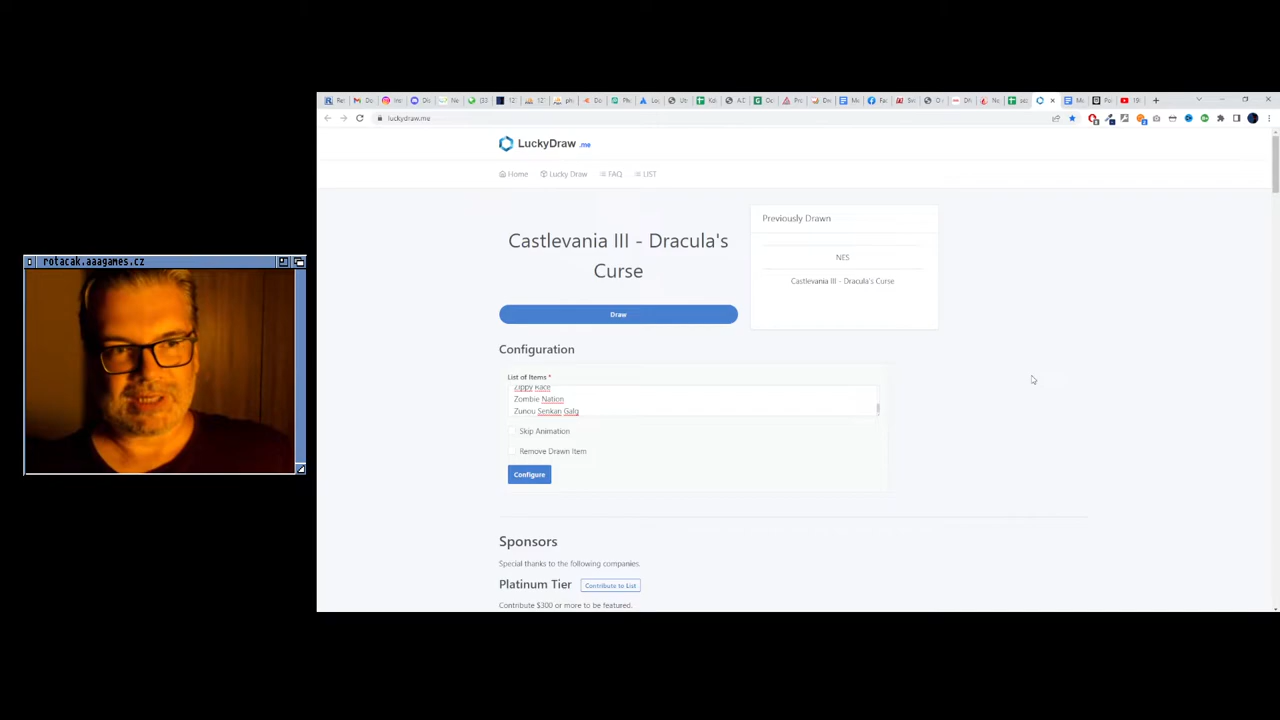 rotacak.aaagames.cz
luckydraw.me
LuckyDraw .me
Home
Lucky Draw
FAQ
LIST
Castlevania III - Dracula's
Curse
Draw
Previously Drawn
NES
Castlevania III - Dracula's Curse
Configuration
List of Items *
Zippy Race
Zombie Nation
Zunou Senkan Galg
Skip Animation
Remove Drawn Item
Configure
Sponsors
Special thanks to the following companies.
Platinum Tier
Contribute to List
Contribute $300 or more to be featured.